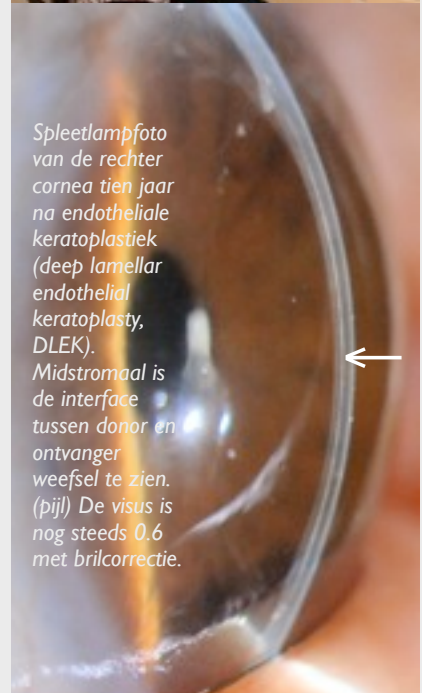 Spleetlampfoto
van de rechter
cornea tien jaar
na endotheliale
keratoplastiek
(deep lamellar
endothelial
keratoplasty,
DLEK).
Midstromaal is
de interface
tussen donor en
ontvanger
weefsel te zien.
(pijl) De visus is
nog steeds 0.6
met brilcorrectie.